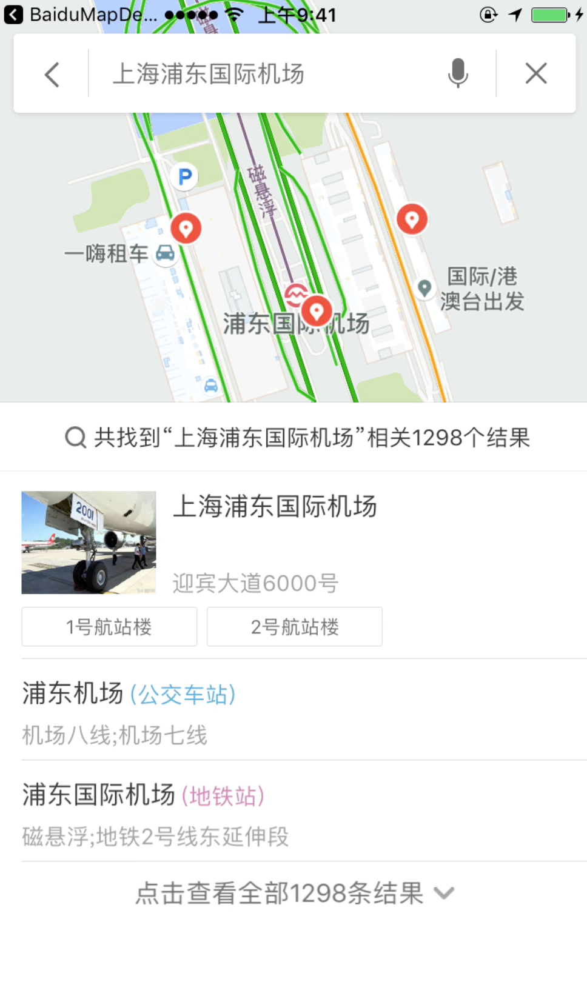 BaiduMapDe... 上午9:41
上海浦东国际机场
P
磁
悬
浮
一嗨租车
国际/港
澳台出发
浦东国际机场
共找到“上海浦东国际机场”相关1298个结果
2001
上海浦东国际机场
迎宾大道6000号
1号航站楼 2号航站楼
浦东机场 (公交车站)
机场八线;机场七线
浦东国际机场 (地铁站)
磁悬浮;地铁2号线东延伸段
点击查看全部1298条结果